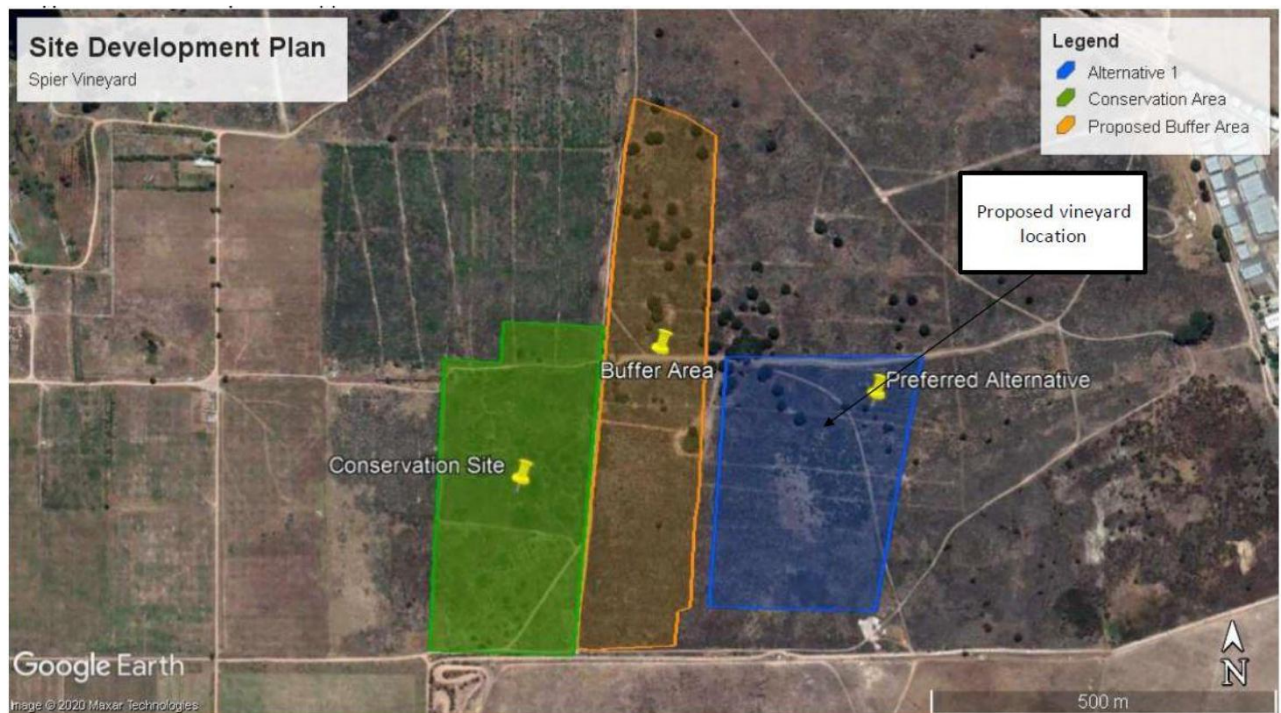 Site Development Plan
Spier Vineyard
Legend
Alternative 1
Conservation Area
Proposed Buffer Area
Proposed vineyard
location
Buffer Area
Preferred Alternative
Conservation Site
Google Earth
Image © 2020 Maxar Technologies
N
500 m